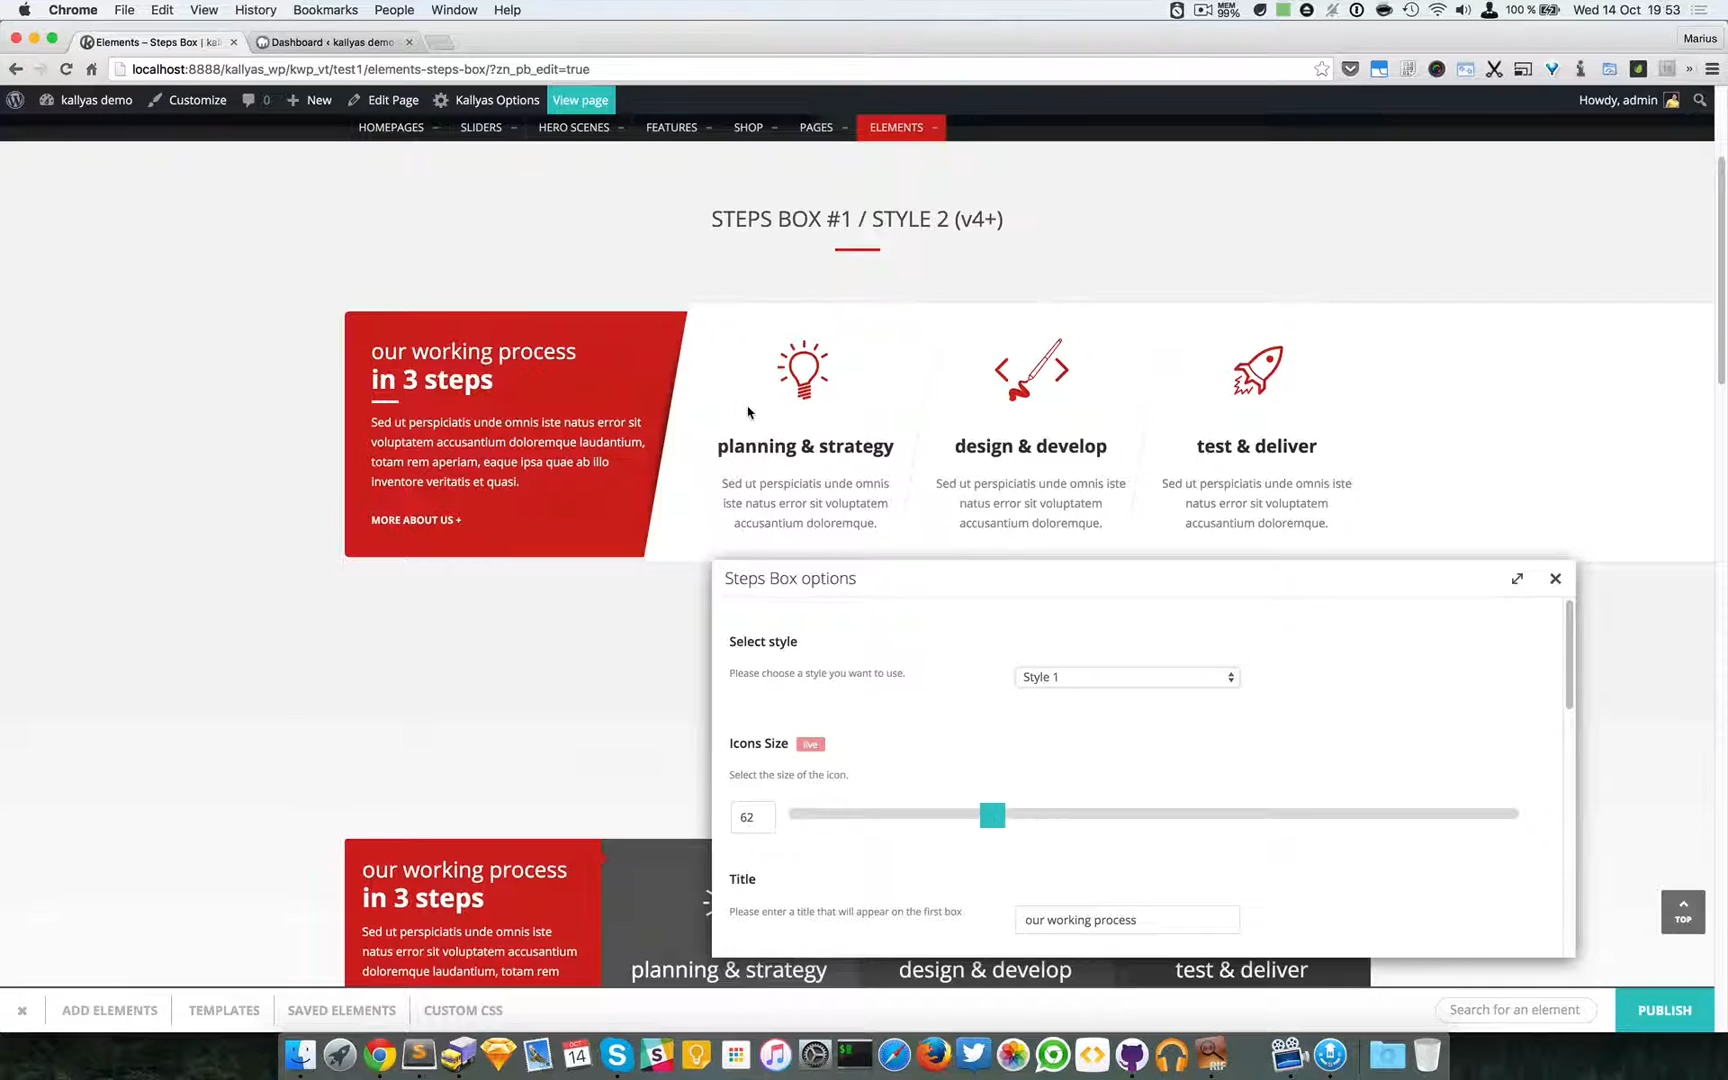 Chrome File Edit View History Bookmarks People Window Help
MEM 99% 100 % Wed 14 Oct 19:53
Elements – Steps Box | kal Dashboard ‹ kallyas demo Marius
localhost:8888/kallyas_wp/kwp_vt/test1/elements-steps-box/?zn_pb_edit=true
kallyas demo Customize 0 New Edit Page Kallyas Options View page Howdy, admin
HOMEPAGES SLIDERS HERO SCENES FEATURES SHOP PAGES ELEMENTS
STEPS BOX #1 / STYLE 2 (v4+)
our working process
in 3 steps
Sed ut perspiciatis unde omnis iste natus error sit
voluptatem accusantium doloremque laudantium,
totam rem aperiam, eaque ipsa quae ab illo
inventore veritatis et quasi.
MORE ABOUT US +
planning & strategy
Sed ut perspiciatis unde omnis
iste natus error sit voluptatem
accusantium doloremque.
design & develop
Sed ut perspiciatis unde omnis iste
natus error sit voluptatem
accusantium doloremque.
test & deliver
Sed ut perspiciatis unde omnis iste
natus error sit voluptatem
accusantium doloremque.
Steps Box options
Select style
Please choose a style you want to use.
Style 1
Icons Size live
Select the size of the icon.
62
Title
Please enter a title that will appear on the first box
our working process
our working process
in 3 steps
Sed ut perspiciatis unde omnis iste
natus error sit voluptatem accusantium
doloremque laudantium, totam rem
planning & strategy design & develop test & deliver
TOP
ADD ELEMENTS TEMPLATES SAVED ELEMENTS CUSTOM CSS Search for an element PUBLISH
14
RIF